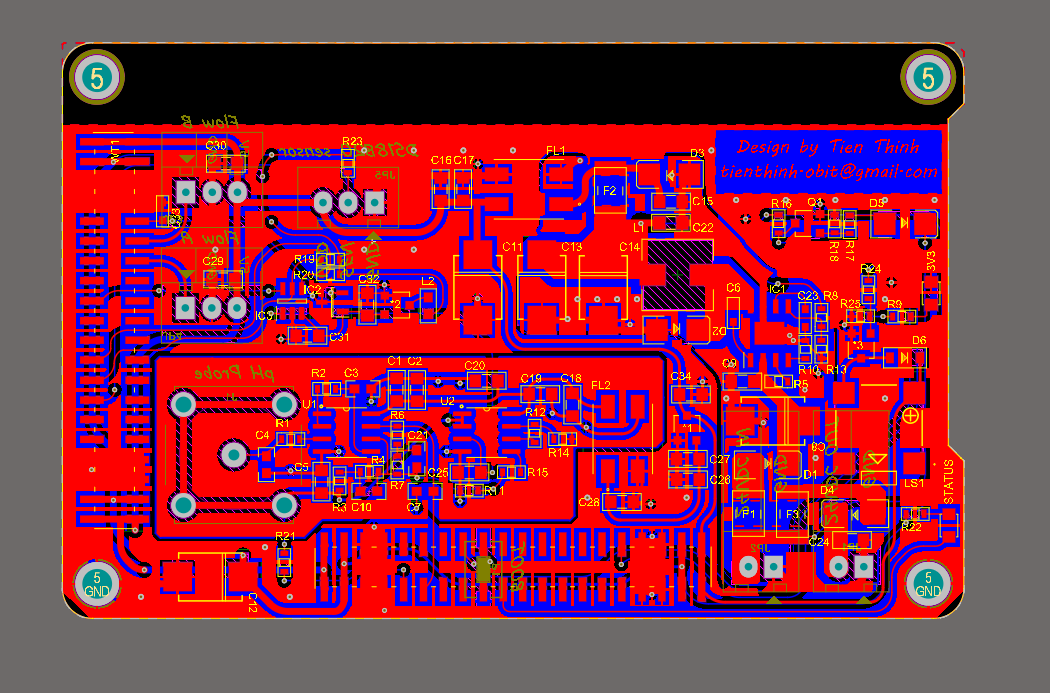 5
5
Flow B
WT1
C30
R23
DS18B20 sensor
JP5
C16 C17
FL1
D3
Design by Tien Thinh
tienthinh-obit@gmail-com
F2
C15
L1
C22
R16
Q1
D5
R18
R17
Flow A
C29
R19
R20
C32
IC2
L2
C11
C13
C14
R24
3V3
C6
IC1
C23
R8
R25
R9
IC3
C31
D2
R10
R13
D6
pH Probe
R2
C3
C1 C2
C20
C19
C18
FL2
C34
Q9
R5
U1
U2
R6
R12
R14
R1
C4
C21
C5
R4
R7
C25
R15
R11
R3
C10
C28
C27
C26
D1
LS1
STATUS
F1
F3
D4
R22
C24
JP2
R21
C12
5
GND
5
GND